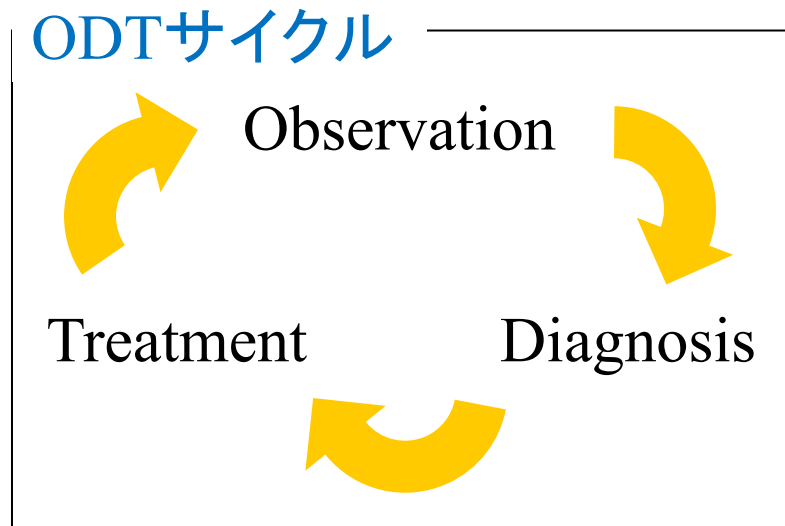 ODTサイクル
Observation
Diagnosis
Treatment